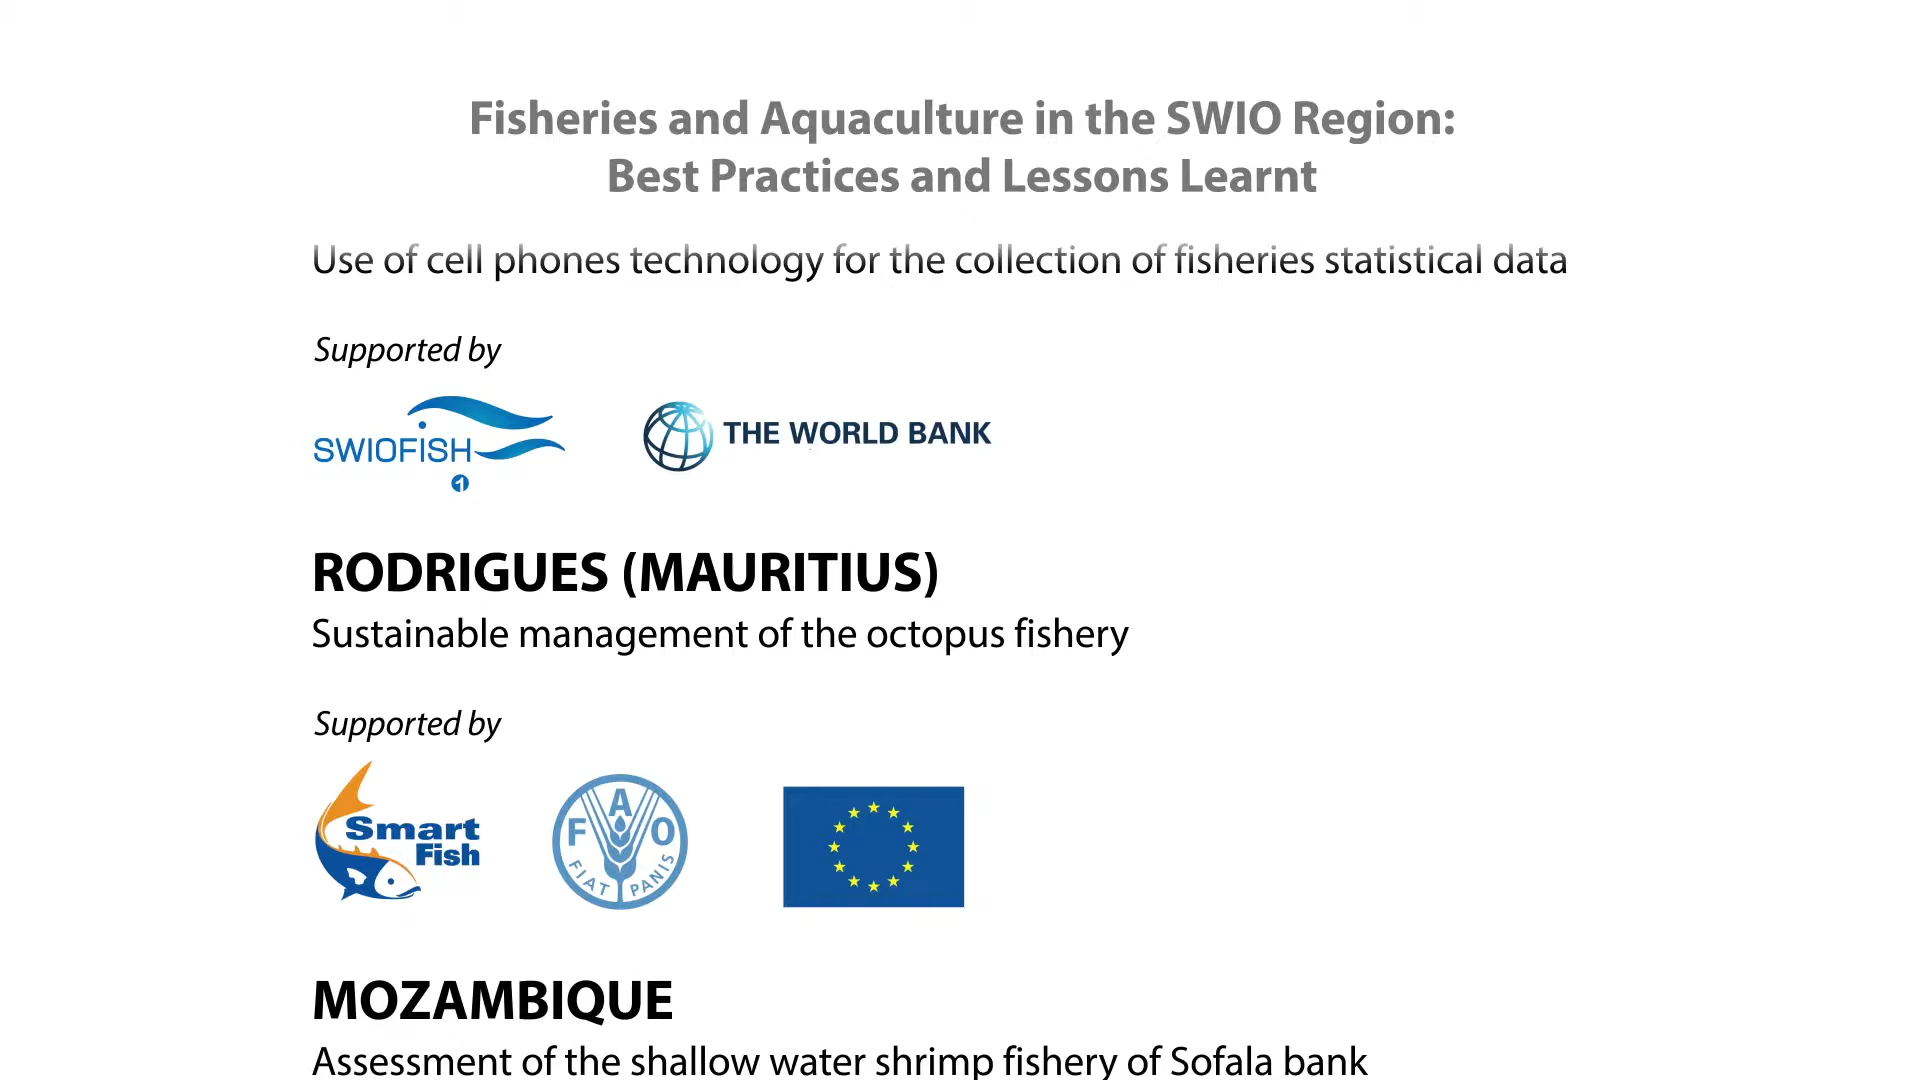 Fisheries and Aquaculture in the SWIO Region:
Best Practices and Lessons Learnt
Use of cell phones technology for the collection of fisheries statistical data
Supported by
SWIOFISH
1
THE WORLD BANK
RODRIGUES (MAURITIUS)
Sustainable management of the octopus fishery
Supported by
Smart
Fish
F A O
FIAT PANIS
MOZAMBIQUE
Assessment of the shallow water shrimp fishery of Sofala bank